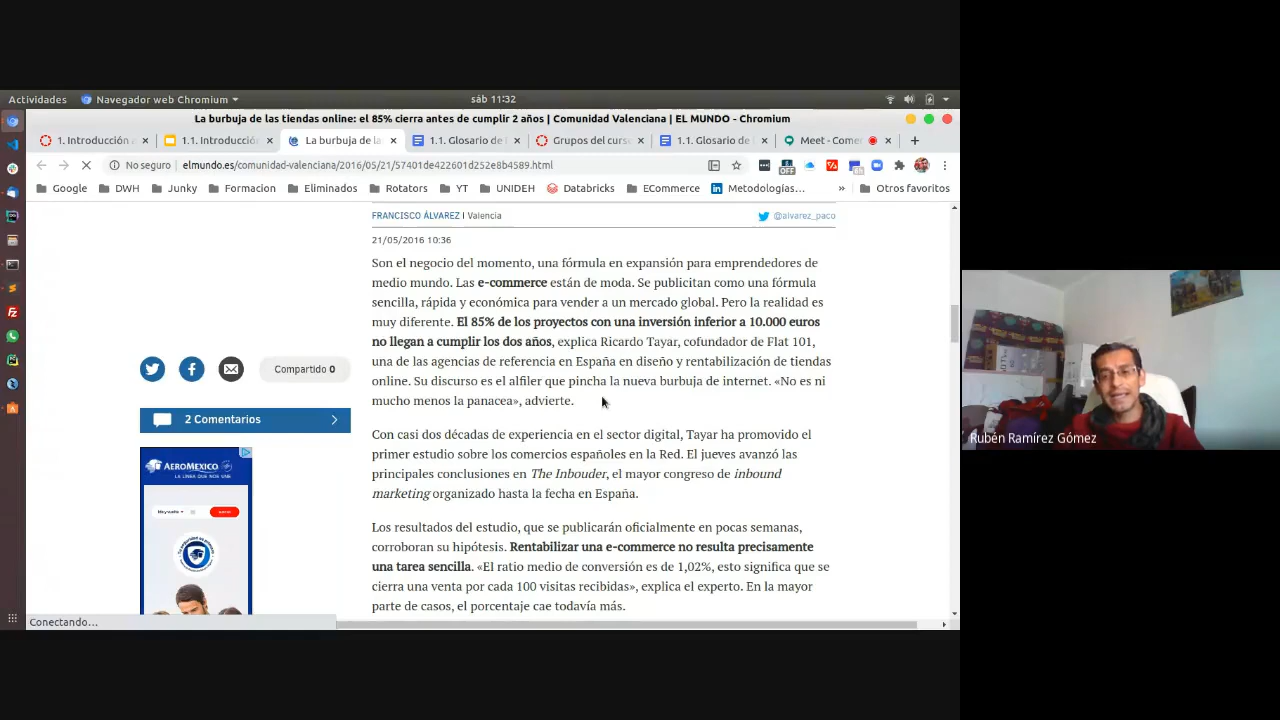 Actividades
Navegador web Chromium
sáb 11:32
La burbuja de las tiendas online: el 85% cierra antes de cumplir 2 años | Comunidad Valenciana | EL MUNDO - Chromium
1. Introducción
1.1. Introducció
La burbuja de la
1.1. Glosario de
Grupos del curs
1.1. Glosario de
Meet - Come
No seguro
elmundo.es/comunidad-valenciana/2016/05/21/57401de422601d252e8b4589.html
OFF
Google
DWH
Junky
Formacion
Eliminados
Rotators
YT
UNIDEH
Databricks
ECommerce
Metodologías...
»
Otros favoritos
FRANCISCO ÁLVAREZ | Valencia
@alvarez_paco
21/05/2016 10:36
Son el negocio del momento, una fórmula en expansión para emprendedores de
medio mundo. Las e-commerce están de moda. Se publicitan como una fórmula
sencilla, rápida y económica para vender a un mercado global. Pero la realidad es
muy diferente. El 85% de los proyectos con una inversión inferior a 10.000 euros
no llegan a cumplir los dos años, explica Ricardo Tayar, cofundador de Flat 101,
una de las agencias de referencia en España en diseño y rentabilización de tiendas
online. Su discurso es el alfiler que pincha la nueva burbuja de internet. «No es ni
mucho menos la panacea», advierte.
Compartido 0
2 Comentarios
AEROMEXICO
LA LÍNEA QUE NOS UNE
Con casi dos décadas de experiencia en el sector digital, Tayar ha promovido el
primer estudio sobre los comercios españoles en la Red. El jueves avanzó las
principales conclusiones en The Inbouder, el mayor congreso de inbound
marketing organizado hasta la fecha en España.
Los resultados del estudio, que se publicarán oficialmente en pocas semanas,
corroboran su hipótesis. Rentabilizar una e-commerce no resulta precisamente
una tarea sencilla. «El ratio medio de conversión es de 1,02%, esto significa que se
cierra una venta por cada 100 visitas recibidas», explica el experto. En la mayor
parte de casos, el porcentaje cae todavía más.
Conectando...
Rubén Ramírez Gómez